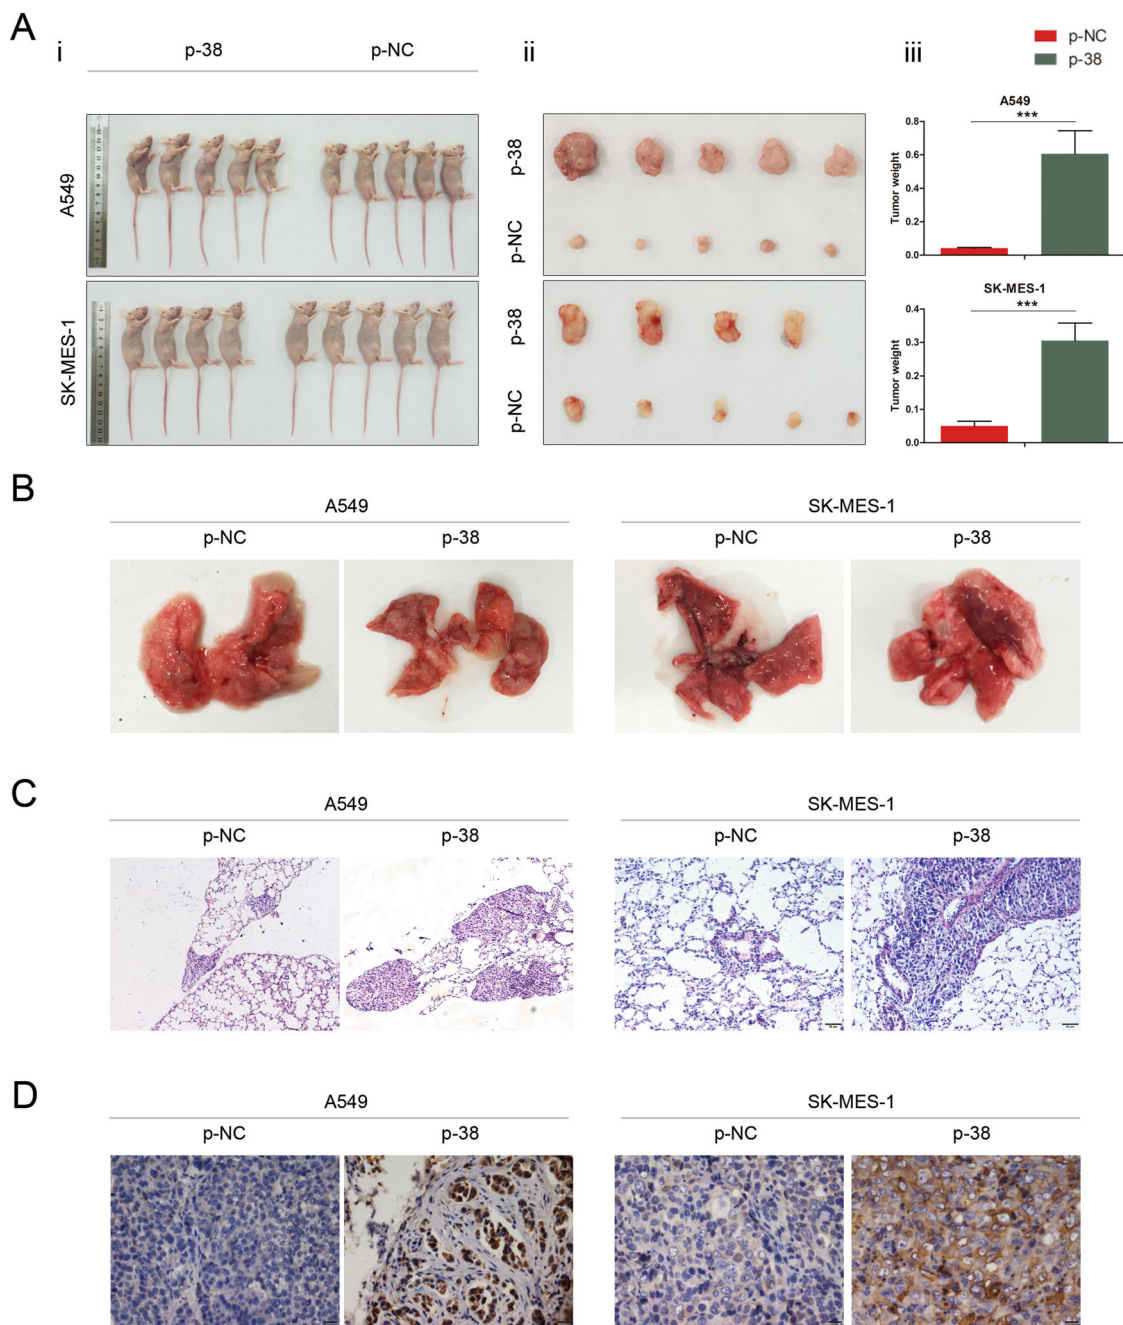 A
i
p-38
p-NC
ii
iii
p-NC
p-38
A549
SK-MES-1
p-38
p-NC
p-38
p-NC
A549
***
Tumor weight
0.8
0.6
0.4
0.2
0.0
SK-MES-1
***
Tumor weight
0.4
0.3
0.2
0.1
0.0
B
A549
SK-MES-1
p-NC
p-38
p-NC
p-38
C
A549
SK-MES-1
p-NC
p-38
p-NC
p-38
D
A549
SK-MES-1
p-NC
p-38
p-NC
p-38